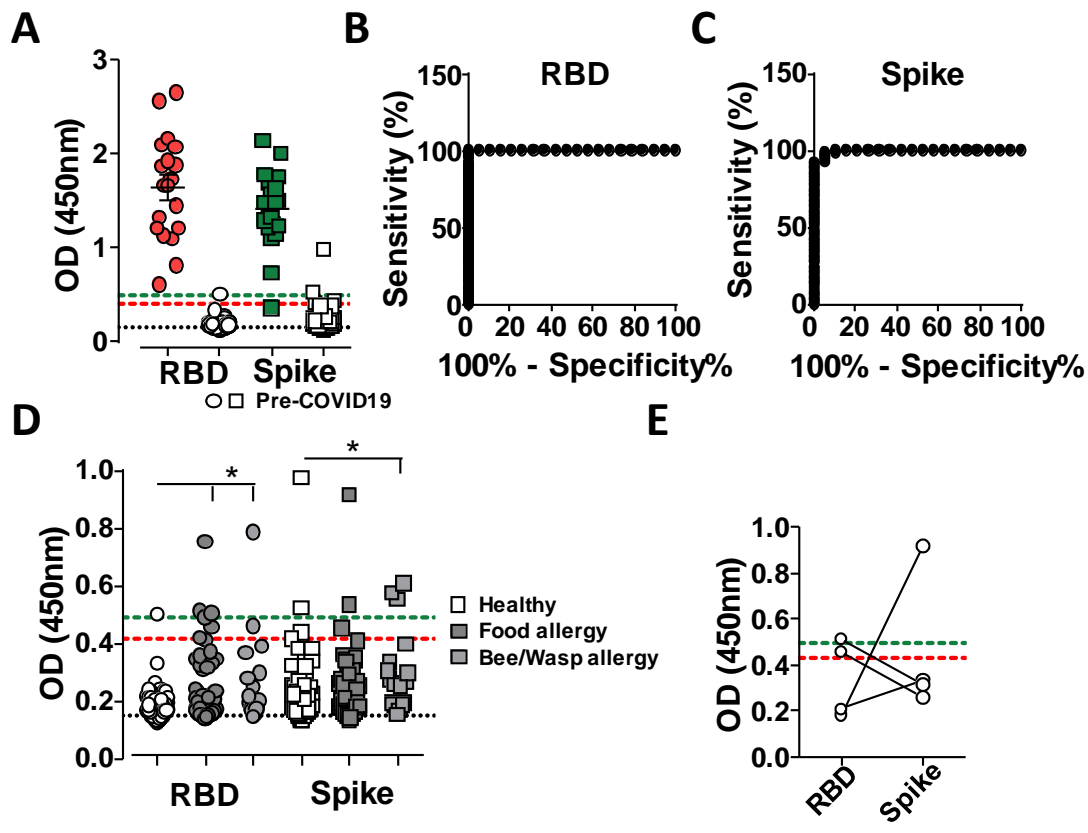 A
OD (450nm)
3
2
1
0
RBD Spike
Pre-COVID19
B
RBD
Sensitivity (%)
150
100
50
0
0 20 40 60 80 100
100% - Specificity%
C
Spike
Sensitivity (%)
150
100
50
0
0 20 40 60 80 100
100% - Specificity%
D
OD (450nm)
1.0
0.8
0.6
0.4
0.2
0.0
*
*
RBD Spike
Healthy
Food allergy
Bee/Wasp allergy
E
OD (450nm)
1.0
0.8
0.6
0.4
0.2
0.0
RBD
Spike